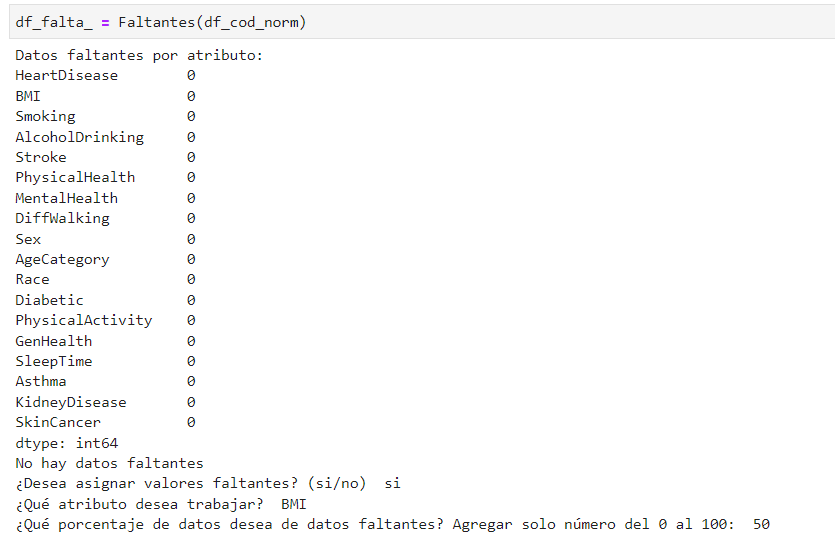 df_falta_ = Faltantes(df_cod_norm)
Datos faltantes por atributo:
HeartDisease 0
BMI 0
Smoking 0
AlcoholDrinking 0
Stroke 0
PhysicalHealth 0
MentalHealth 0
DiffWalking 0
Sex 0
AgeCategory 0
Race 0
Diabetic 0
PhysicalActivity 0
GenHealth 0
SleepTime 0
Asthma 0
KidneyDisease 0
SkinCancer 0
dtype: int64
No hay datos faltantes
¿Desea asignar valores faltantes? (si/no) si
¿Qué atributo desea trabajar? BMI
¿Qué porcentaje de datos desea de datos faltantes? Agregar solo número del 0 al 100: 50